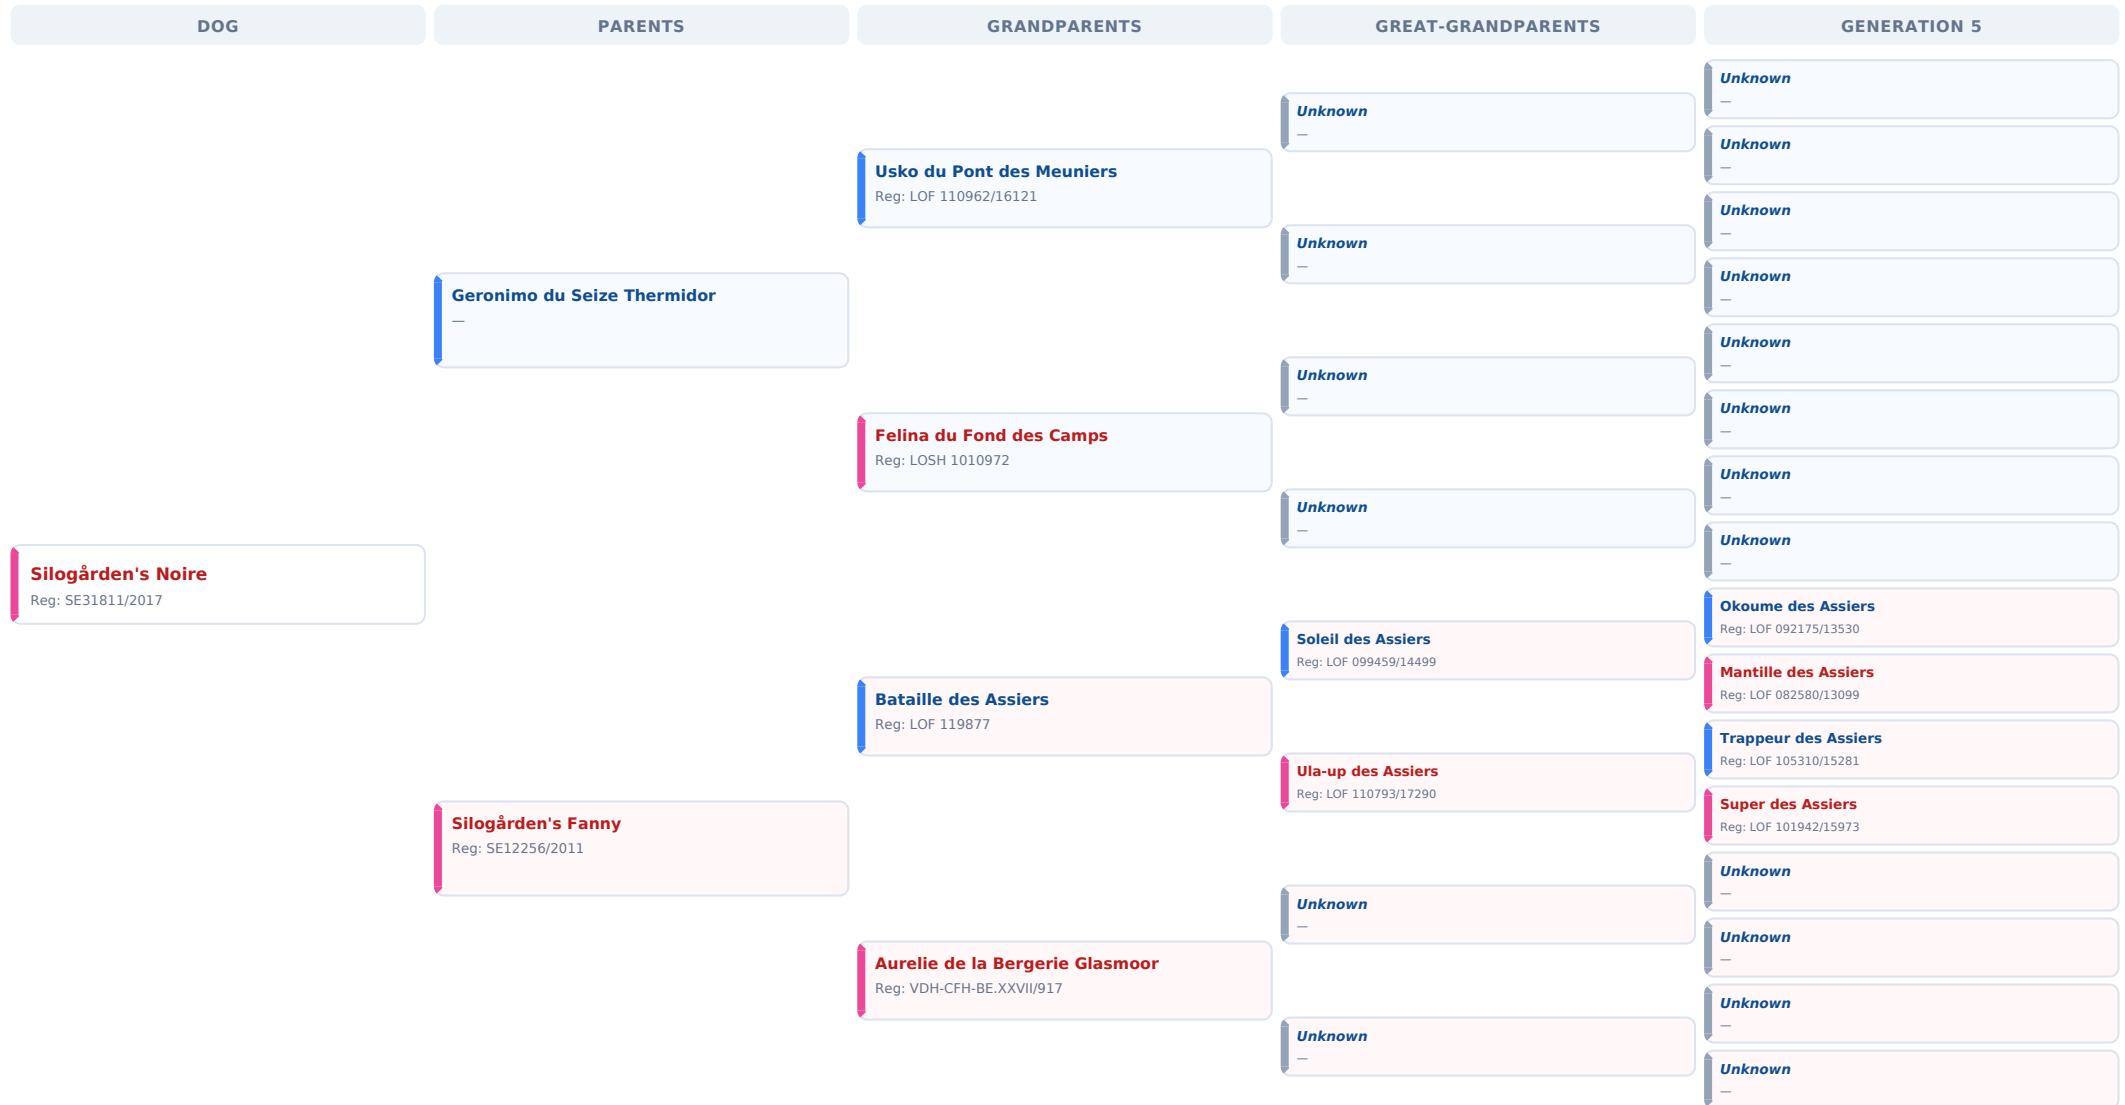 DOG
PARENTS
GRANDPARENTS
GREAT-GRANDPARENTS
GENERATION 5
Silogården's Noire
Reg: SE31811/2017
Geronimo du Seize Thermidor
—
Silogården's Fanny
Reg: SE12256/2011
Usko du Pont des Meuniers
Reg: LOF 110962/16121
Felina du Fond des Camps
Reg: LOSH 1010972
Bataille des Assiers
Reg: LOF 119877
Aurelie de la Bergerie Glasmoor
Reg: VDH-CFH-BE.XXVII/917
Unknown
—
Unknown
—
Unknown
—
Unknown
—
Soleil des Assiers
Reg: LOF 099459/14499
Ula-up des Assiers
Reg: LOF 110793/17290
Unknown
—
Unknown
—
Unknown
—
Unknown
—
Unknown
—
Unknown
—
Unknown
—
Unknown
—
Unknown
—
Unknown
—
Okoume des Assiers
Reg: LOF 092175/13530
Mantille des Assiers
Reg: LOF 082580/13099
Trappeur des Assiers
Reg: LOF 105310/15281
Super des Assiers
Reg: LOF 101942/15973
Unknown
—
Unknown
—
Unknown
—
Unknown
—